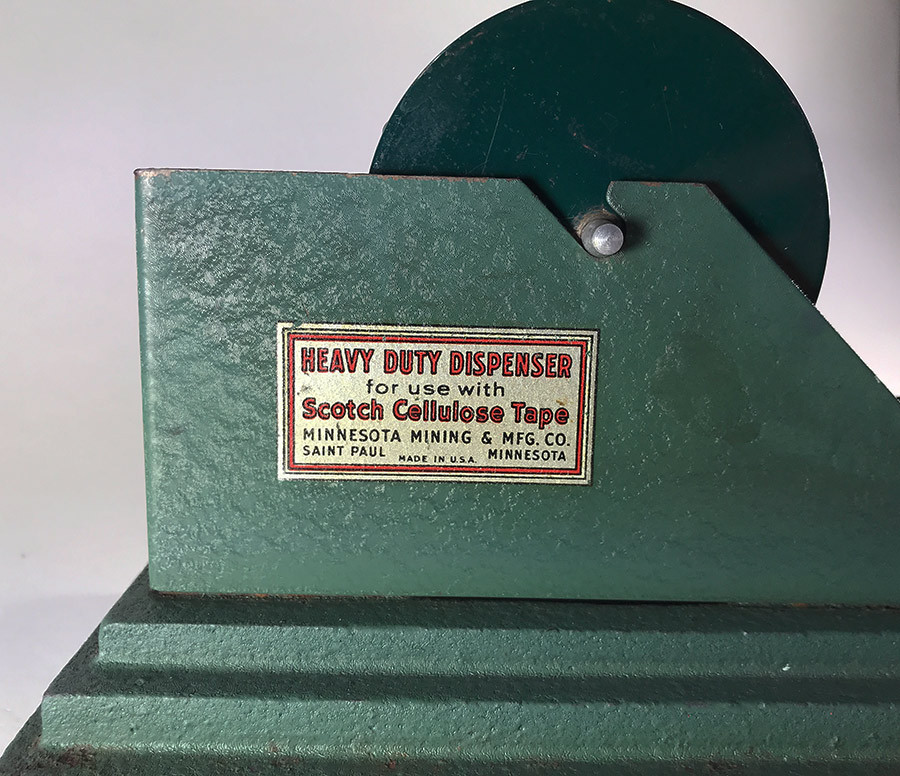 HEAVY DUTY DISPENSER
for use with
Scotch Cellulose Tape
MINNESOTA MINING & MFG. CO.
SAINT PAUL MADE IN U.S.A. MINNESOTA